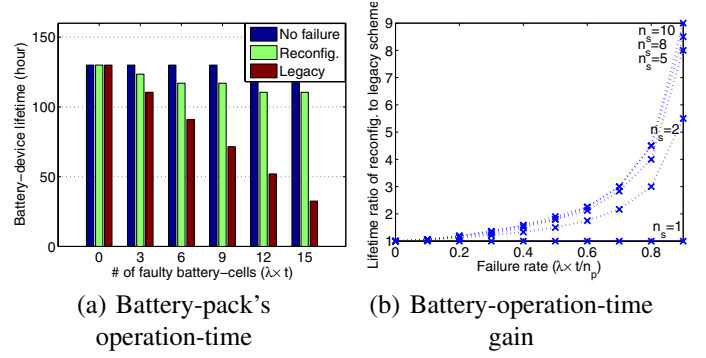 Battery−device lifetime (hour)
150
100
50
0
No failure
Reconfig.
Legacy
0 3 6 9 12 15
# of faulty battery−cells (λ× t)
(a) Battery-pack's
operation-time
Lifetime ratio of reconfig. to legacy scheme
9
8
7
6
5
4
3
2
1
n_s=10
n_s=8
n_s=5
n_s=2
n_s=1
0 0.2 0.4 0.6 0.8
Failure rate (λ× t/n_p)
(b) Battery-operation-time
gain